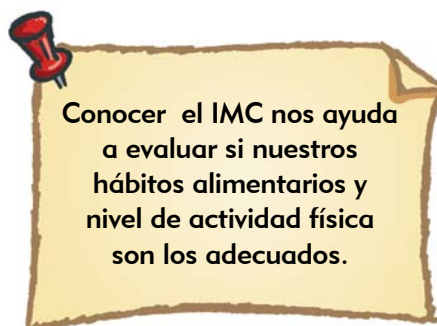 Conocer el IMC nos ayuda
a evaluar si nuestros
hábitos alimentarios y
nivel de actividad física
son los adecuados.